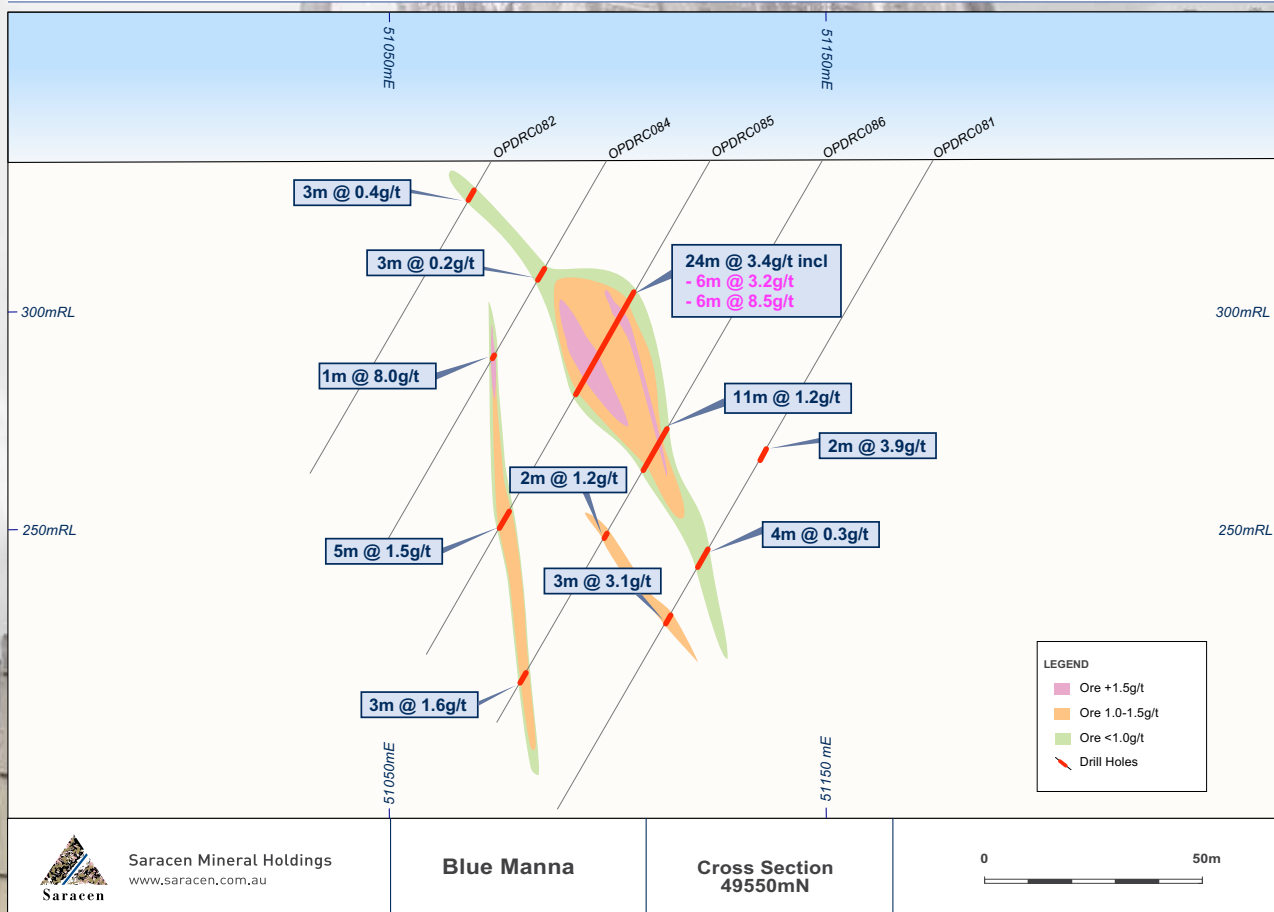 51050mE
51150mE
OPDRC082
OPDRC084
OPDRC085
OPDRC086
OPDRC081
3m @ 0.4g/t
3m @ 0.2g/t
24m @ 3.4g/t incl
- 6m @ 3.2g/t
- 6m @ 8.5g/t
300mRL
300mRL
1m @ 8.0g/t
11m @ 1.2g/t
2m @ 3.9g/t
2m @ 1.2g/t
250mRL
250mRL
5m @ 1.5g/t
4m @ 0.3g/t
3m @ 3.1g/t
3m @ 1.6g/t
LEGEND
Ore +1.5g/t
Ore 1.0-1.5g/t
Ore <1.0g/t
Drill Holes
51050mE
51150 mE
Saracen
Saracen Mineral Holdings
www.saracen.com.au
Blue Manna
Cross Section
49550mN
0 50m